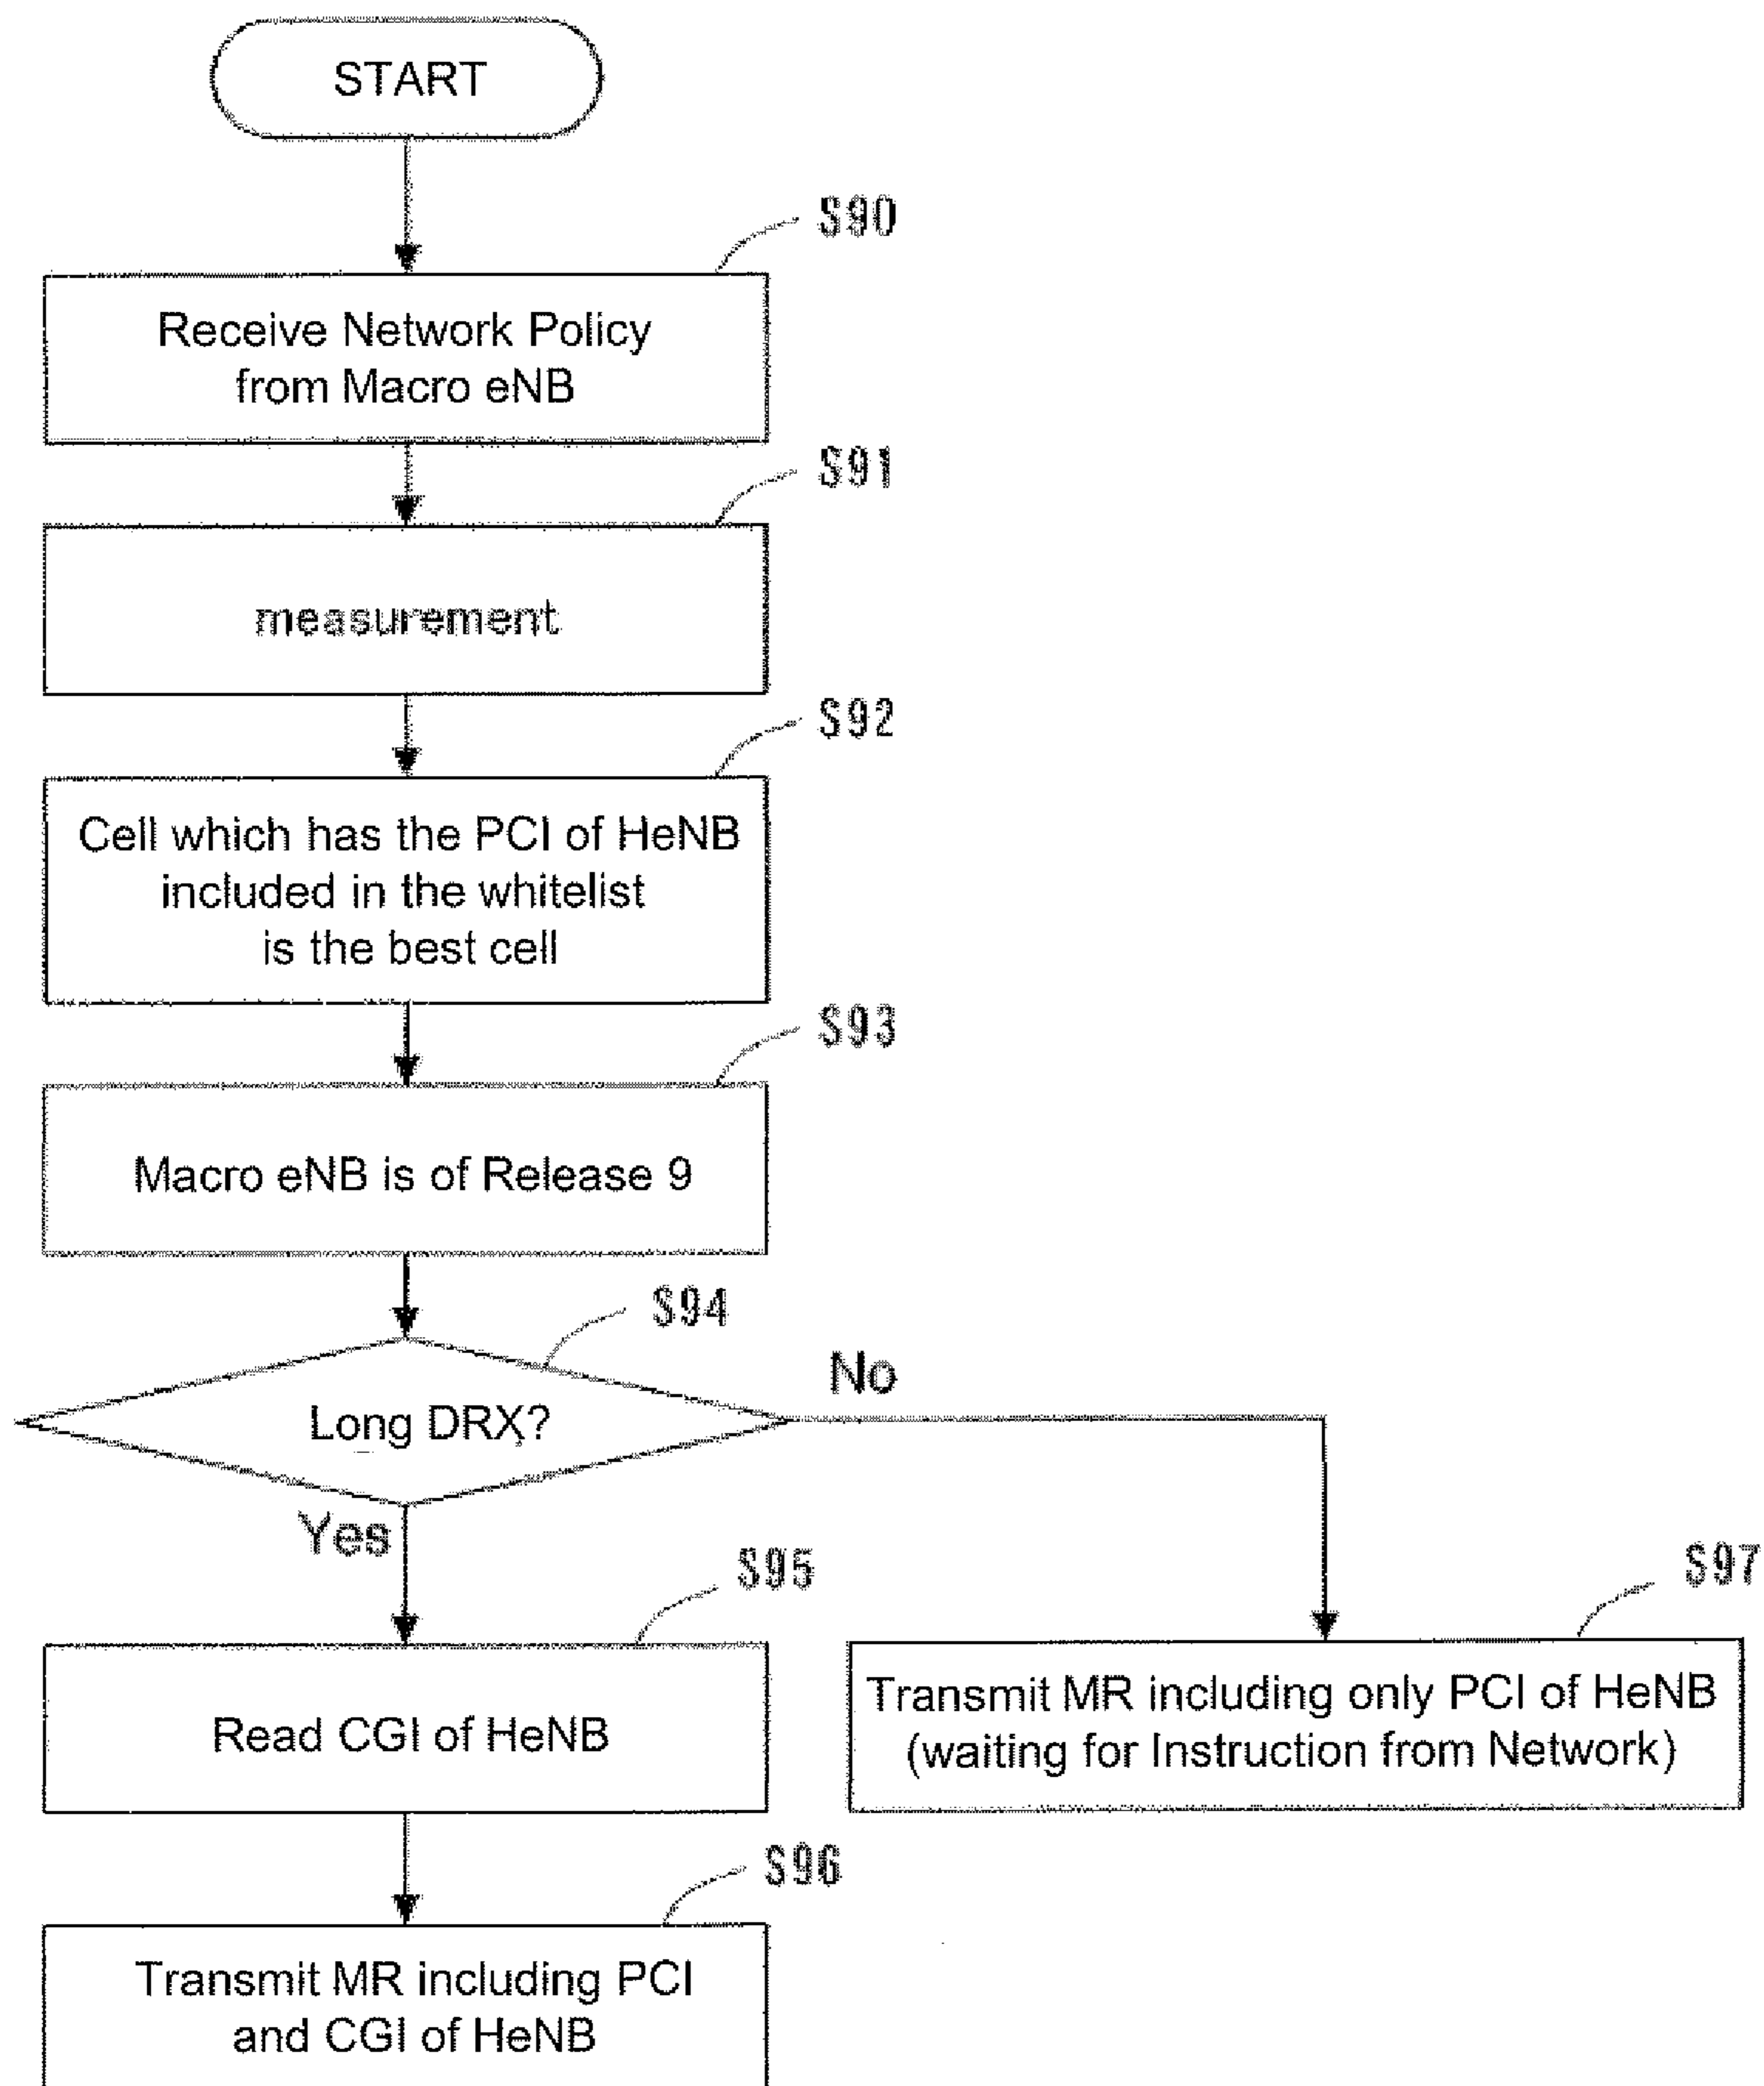 START
S90
Receive Network Policy
from Macro eNB
S91
measurement
S92
Cell which has the PCI of HeNB
included in the whitelist
is the best cell
S93
Macro eNB is of Release 9
S94
Long DRX?
No
Yes
S95
Read CGI of HeNB
S97
Transmit MR including only PCI of HeNB
(waiting for Instruction from Network)
S96
Transmit MR including PCI
and CGI of HeNB